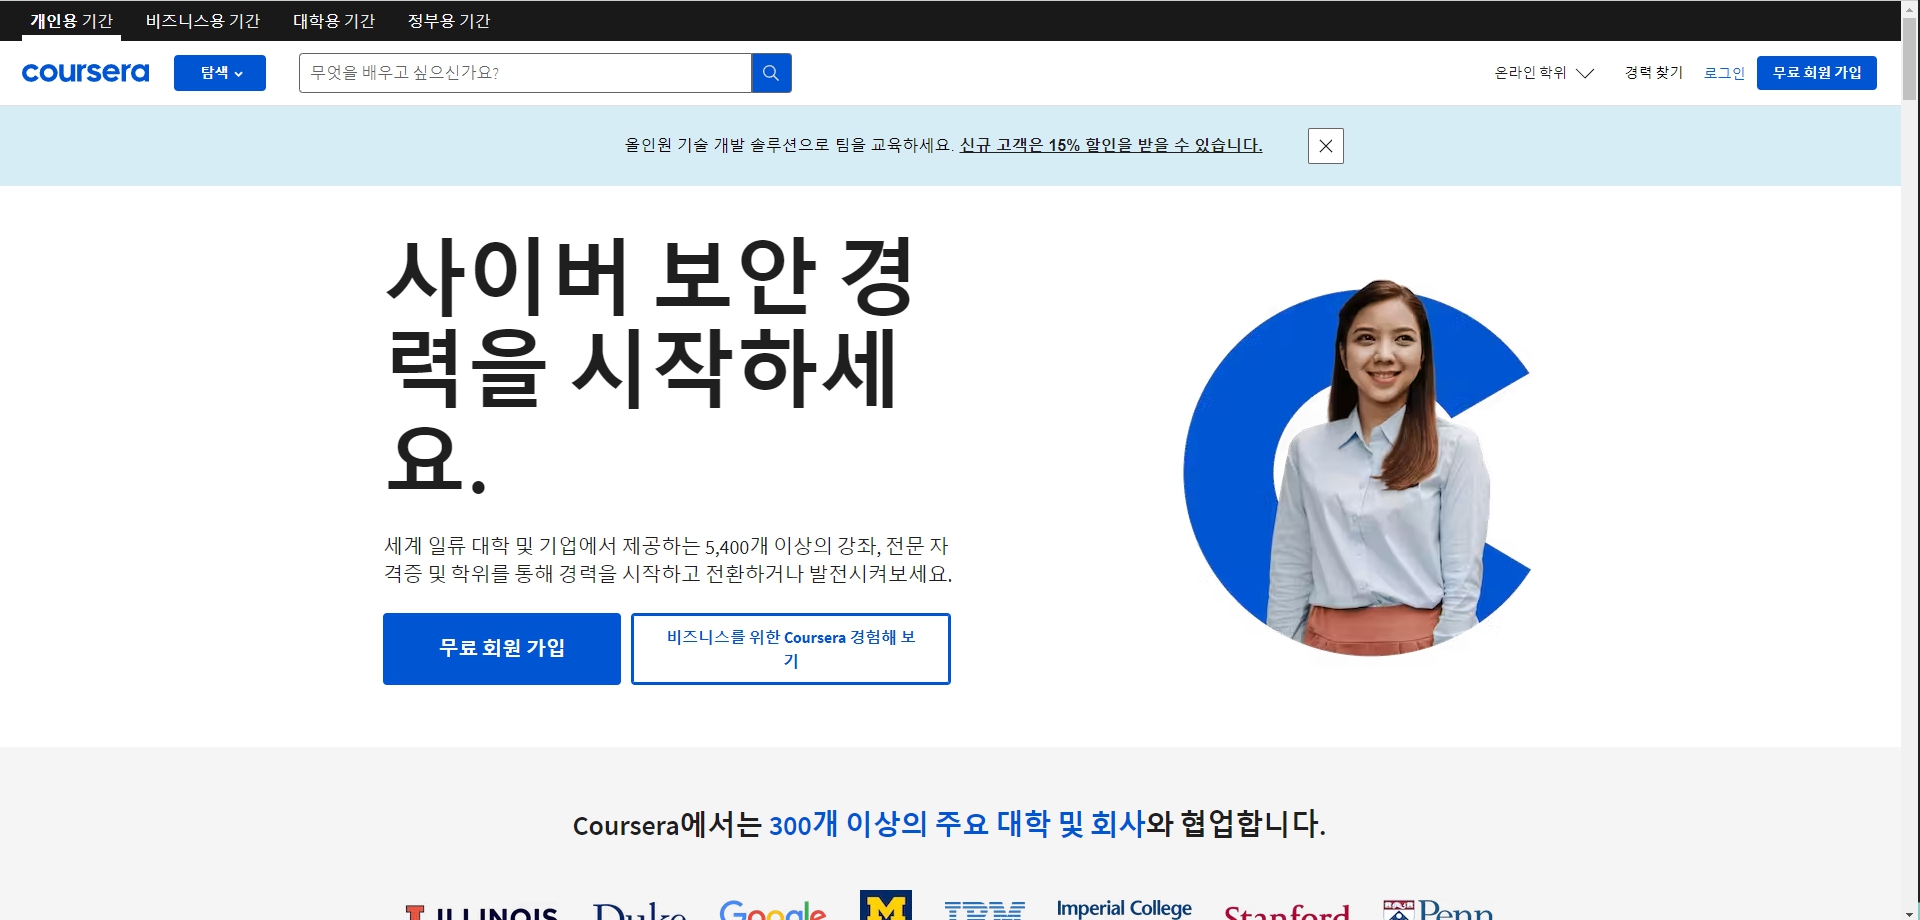 개인용 기간 비즈니스용 기간 대학용 기간 정부용 기간
coursera 탐색 무엇을 배우고 싶으신가요? 온라인 학위 경력 찾기 로그인 무료 회원 가입
올인원 기술 개발 솔루션으로 팀을 교육하세요. 신규 고객은 15% 할인을 받을 수 있습니다.
사이버 보안 경
력을 시작하세
요.
세계 일류 대학 및 기업에서 제공하는 5,400개 이상의 강좌, 전문 자
격증 및 학위를 통해 경력을 시작하고 전환하거나 발전시켜보세요.
무료 회원 가입
비즈니스를 위한 Coursera 경험해 보
기
Coursera에서는 300개 이상의 주요 대학 및 회사와 협업합니다.
I ILLINOIS Duke Google M IBM Imperial College Stanford Penn